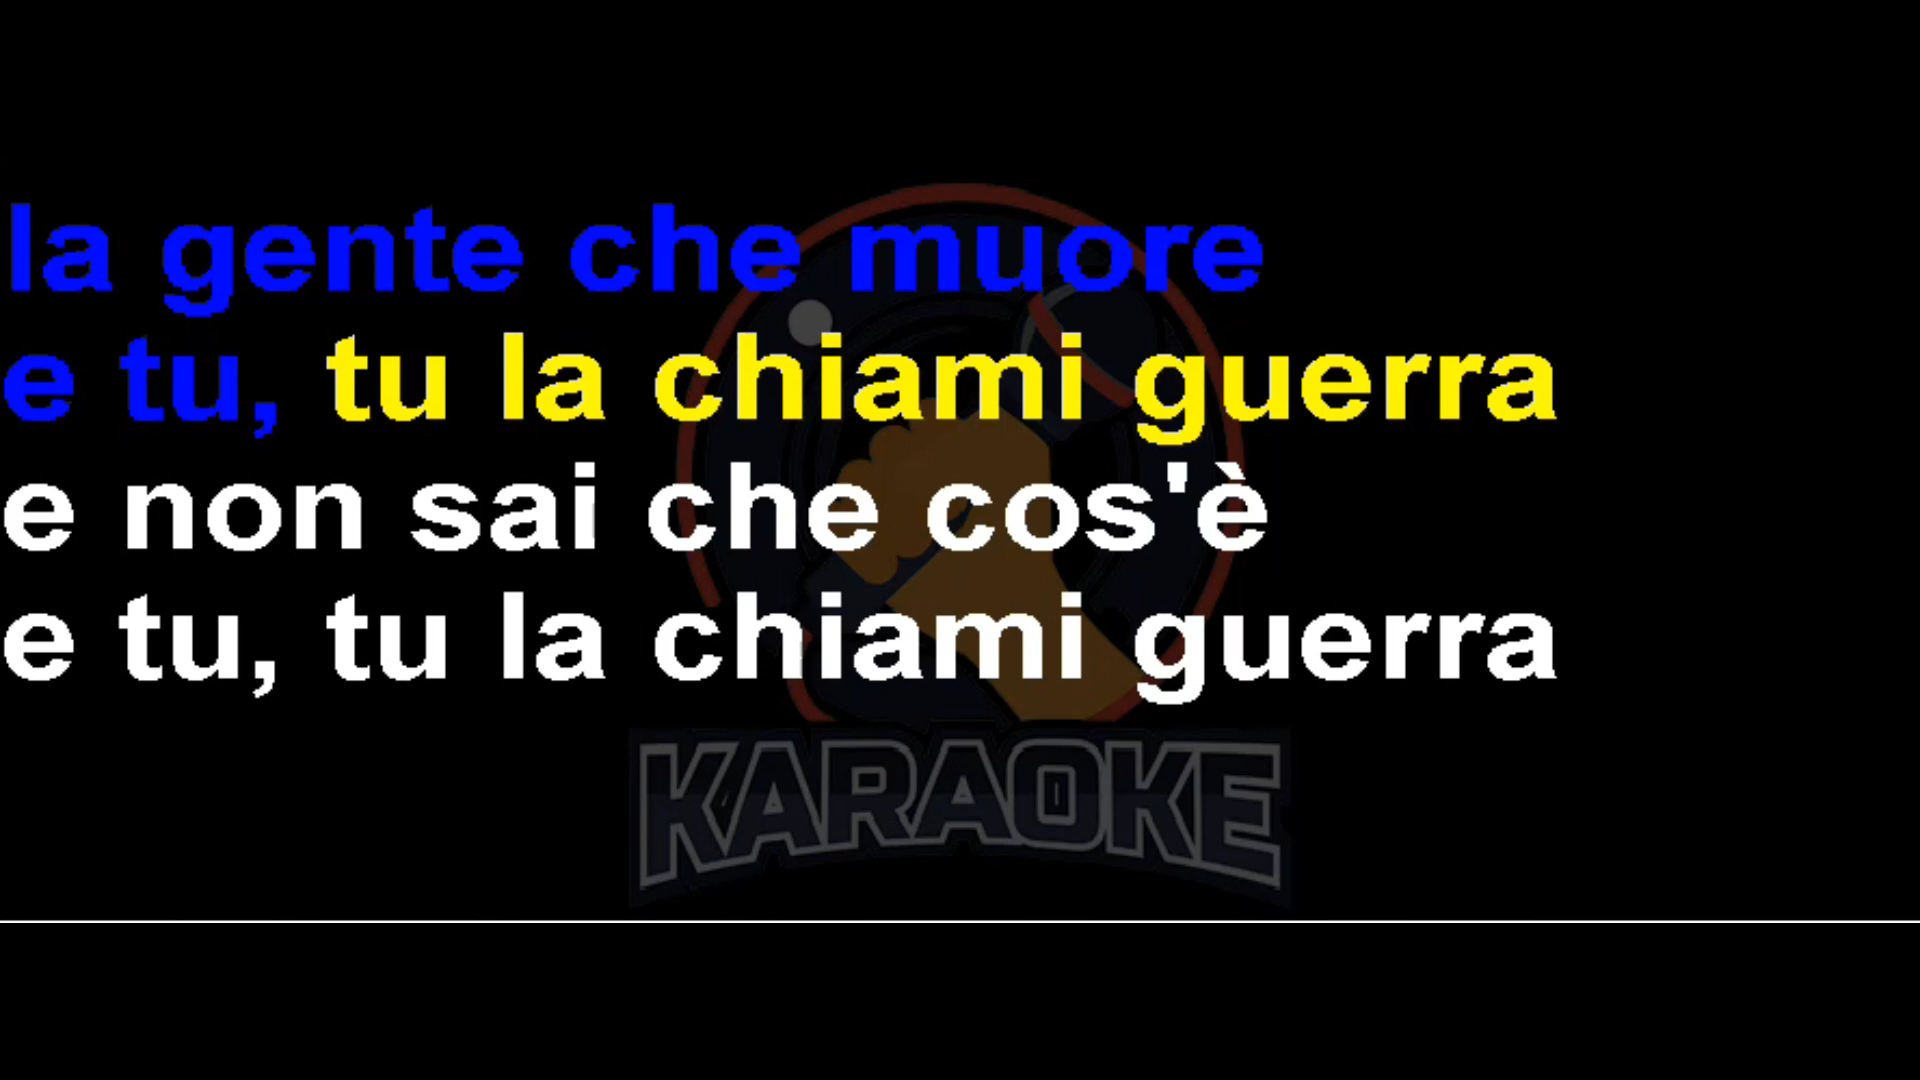 la gente che muore
e tu, tu la chiami guerra
e non sai che cos'è
e tu, tu la chiami guerra
KARAOKE